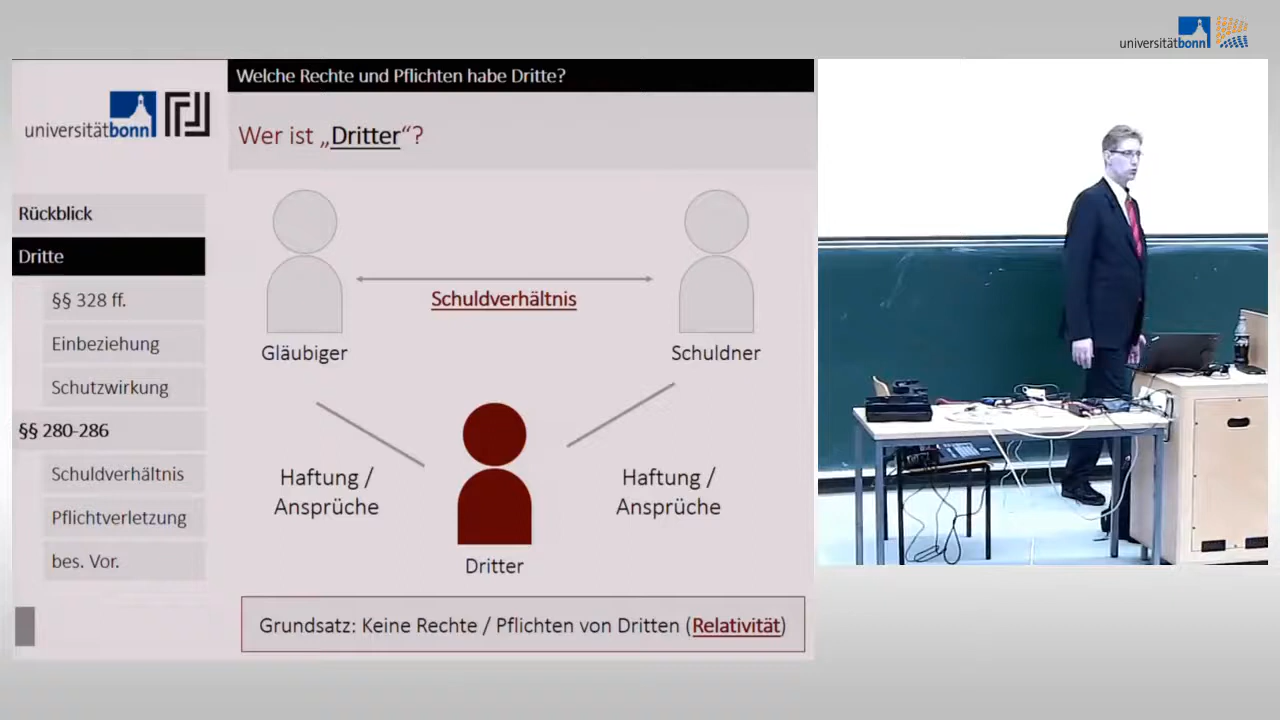 universitätbonn
Welche Rechte und Pflichten habe Dritte?
universitätbonn
Wer ist „Dritter“?
Rückblick
Dritte
§§ 328 ff.
Einbeziehung
Schutzwirkung
§§ 280-286
Schuldverhältnis
Pflichtverletzung
bes. Vor.
Schuldverhältnis
Gläubiger
Schuldner
Haftung /
Ansprüche
Haftung /
Ansprüche
Dritter
Grundsatz: Keine Rechte / Pflichten von Dritten (Relativität)